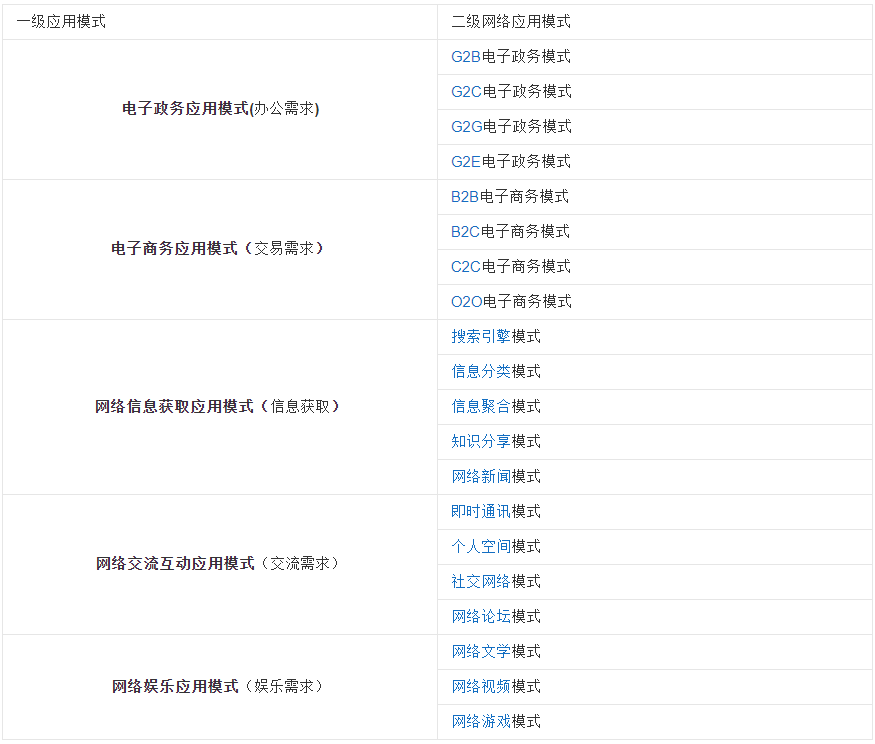 一级应用模式
二级网络应用模式
电子政务应用模式(办公需求)
G2B电子政务模式
G2C电子政务模式
G2G电子政务模式
G2E电子政务模式
电子商务应用模式（交易需求）
B2B电子商务模式
B2C电子商务模式
C2C电子商务模式
O2O电子商务模式
网络信息获取应用模式（信息获取）
搜索引擎模式
信息分类模式
信息聚合模式
知识分享模式
网络新闻模式
网络交流互动应用模式（交流需求）
即时通讯模式
个人空间模式
社交网络模式
网络论坛模式
网络娱乐应用模式（娱乐需求）
网络文学模式
网络视频模式
网络游戏模式